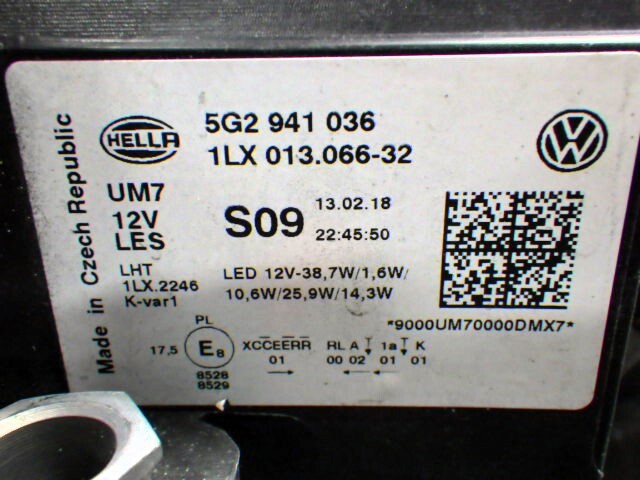 Made in Czech Republic
HELLA
5G2 941 036
1LX 013.066-32
VW
UM7
12V
LES
S09
13.02.18
22:45:50
LHT
1LX.2246
K-var1
LED 12V-38,7W/1,6W/
10,6W/25,9W/14,3W
*9000UM70000DMX7*
PL
17,5
E8
XCCEERR
RL A 1a K
01
00 02 01 01
8528
8529